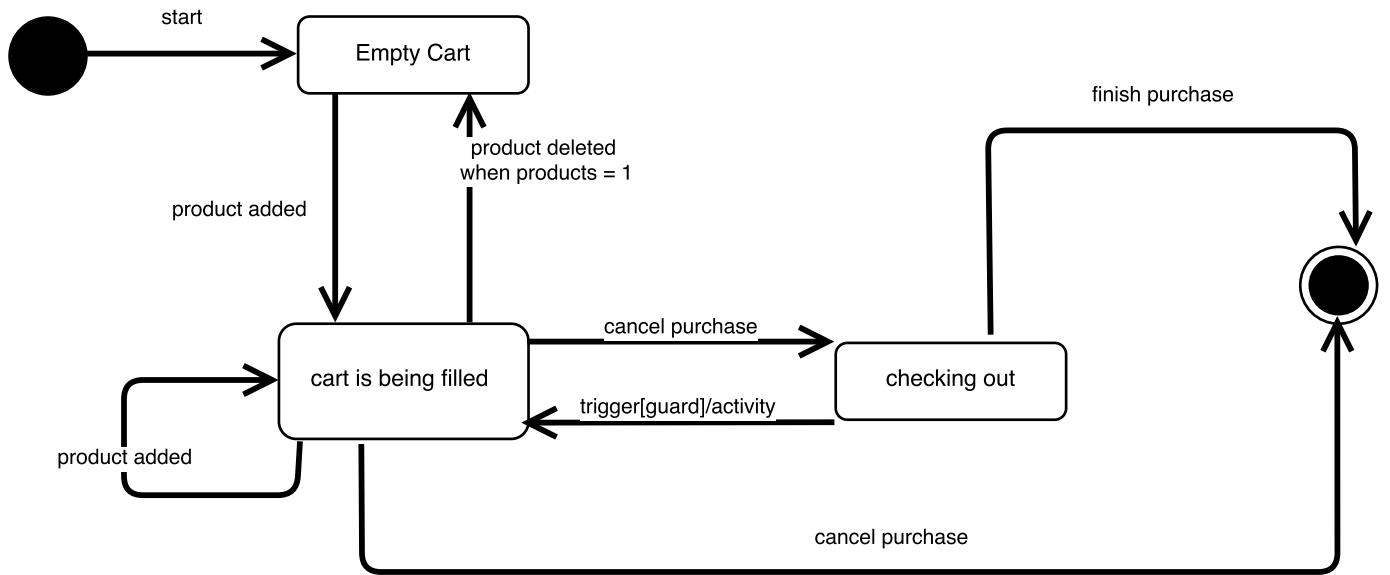 start
Empty Cart
finish purchase
product deleted
when products = 1
product added
cancel purchase
cart is being filled
checking out
trigger[guard]/activity
product added
cancel purchase